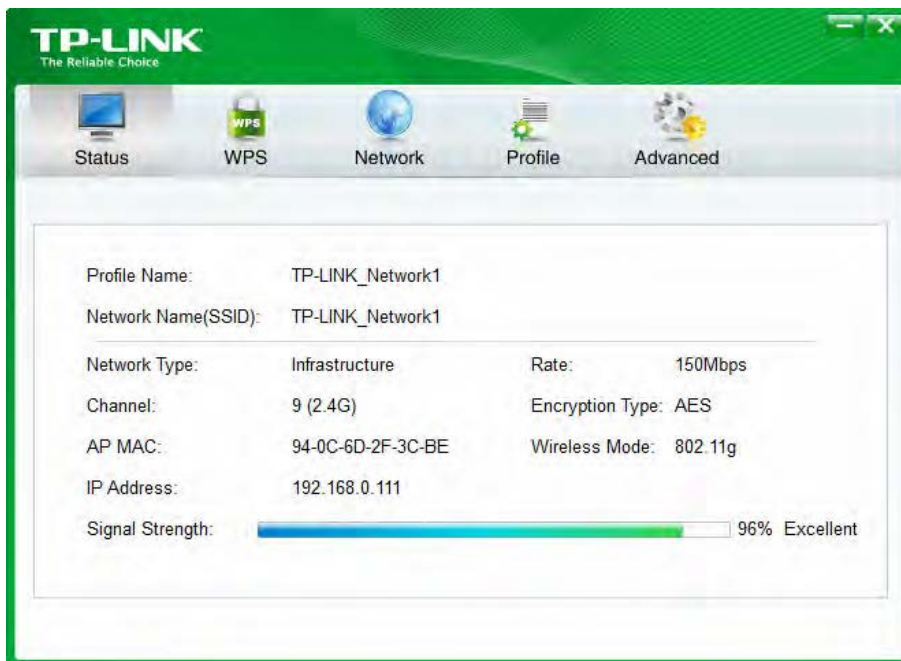 TP-LINK
The Reliable Choice
WPS
Status WPS Network Profile Advanced
Profile Name: TP-LINK_Network1
Network Name(SSID): TP-LINK_Network1
Network Type: Infrastructure Rate: 150Mbps
Channel: 9 (2.4G) Encryption Type: AES
AP MAC: 94-0C-6D-2F-3C-BE Wireless Mode: 802.11g
IP Address: 192.168.0.111
Signal Strength: 96% Excellent